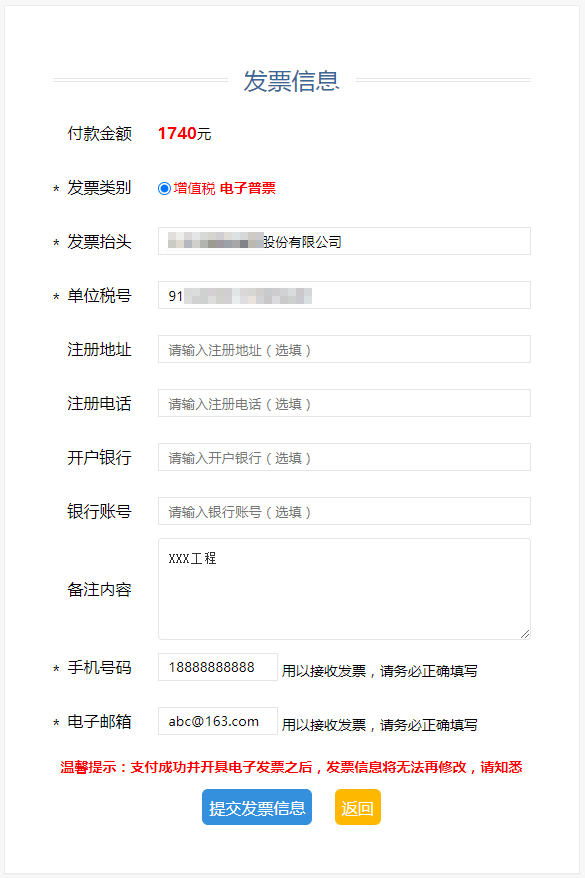 发票信息
付款金额 1740元
* 发票类别 增值税 电子普票
* 发票抬头 股份有限公司
* 单位税号 91
注册地址 请输入注册地址（选填）
注册电话 请输入注册电话（选填）
开户银行 请输入开户银行（选填）
银行账号 请输入银行账号（选填）
备注内容 XXX工程
* 手机号码 18888888888 用以接收发票，请务必正确填写
* 电子邮箱 abc@163.com 用以接收发票，请务必正确填写
温馨提示：支付成功并开具电子发票之后，发票信息将无法再修改，请知悉
提交发票信息 返回